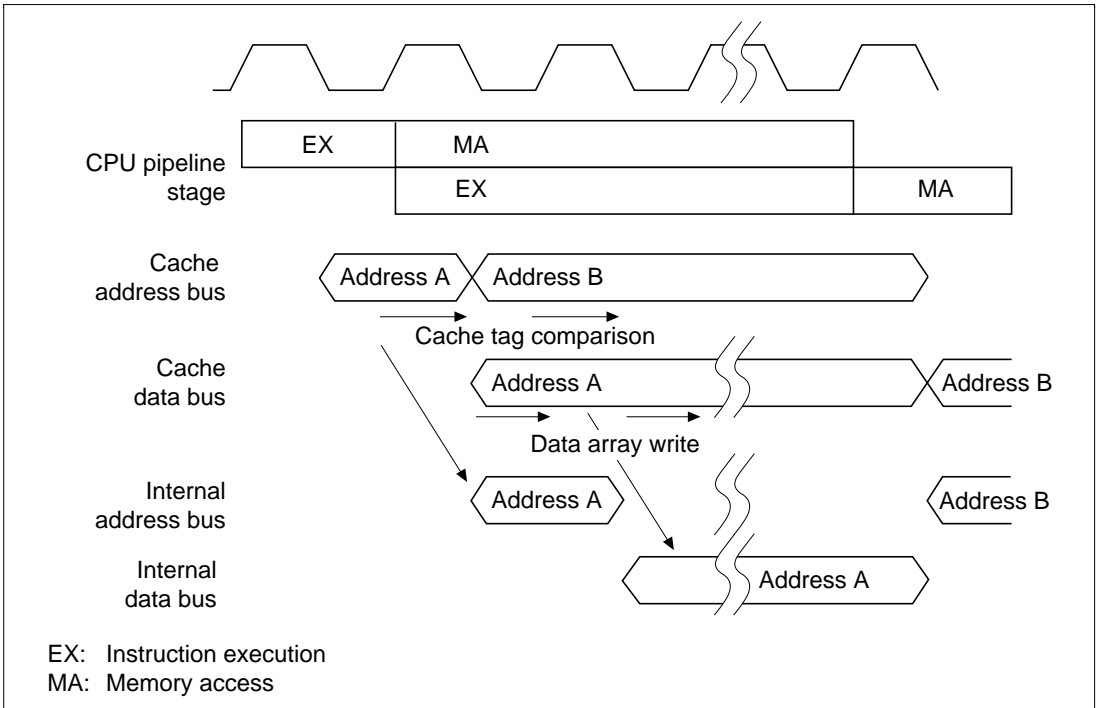 EX MA
CPU pipeline
stage
EX MA
Cache
address bus
Address A Address B
Cache tag comparison
Cache
data bus
Address A Address B
Data array write
Internal
address bus
Address A Address B
Internal
data bus
Address A
EX: Instruction execution
MA: Memory access